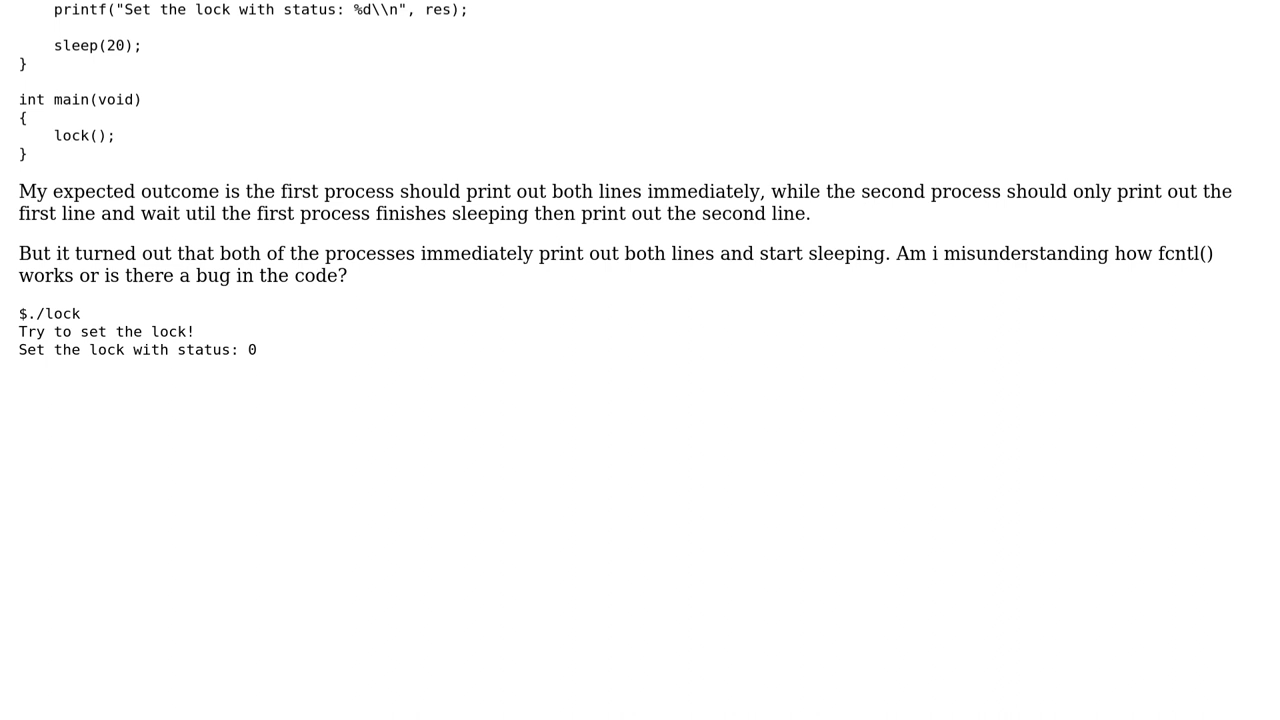 printf("Set the lock with status: %d\\n", res);
sleep(20);
}
int main(void)
{
lock();
}
My expected outcome is the first process should print out both lines immediately, while the second process should only print out the
first line and wait util the first process finishes sleeping then print out the second line.
But it turned out that both of the processes immediately print out both lines and start sleeping. Am i misunderstanding how fcntl()
works or is there a bug in the code?
$./lock
Try to set the lock!
Set the lock with status: 0